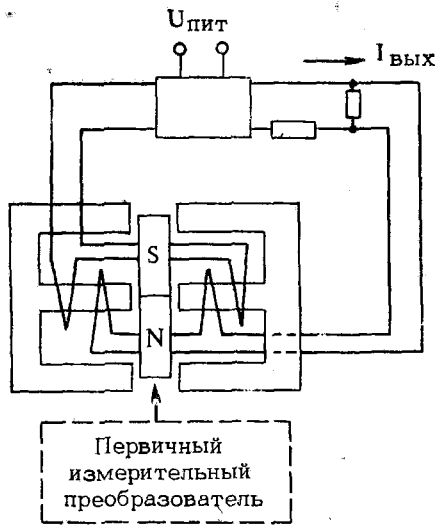 Uпит
Iвых
S
N
Первичный
измерительный
преобразователь